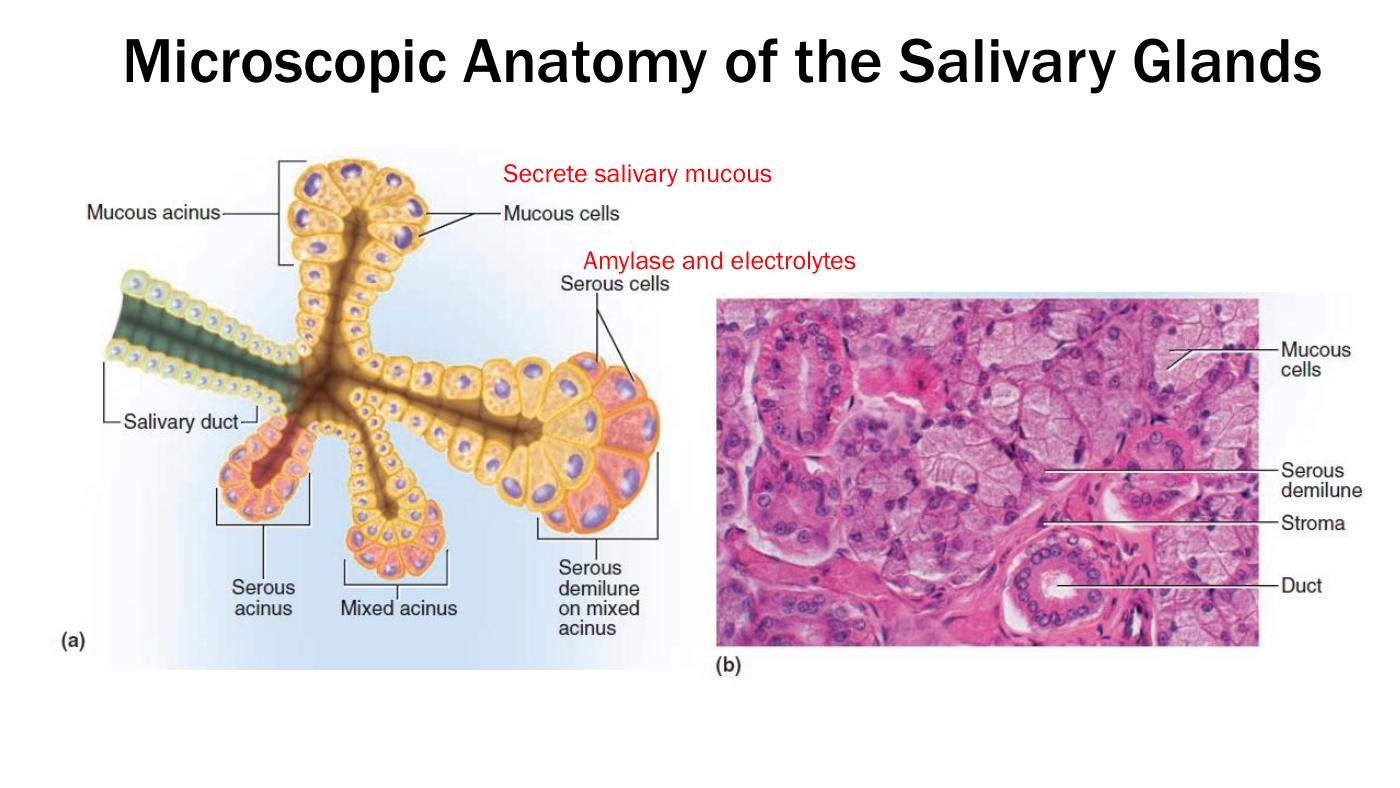 Microscopic Anatomy of the Salivary Glands
Secrete salivary mucous
Mucous acinus
Mucous cells
Amylase and electrolytes
Serous cells
Salivary duct
Serous
acinus
Mixed acinus
Serous
demilune
on mixed
acinus
(a)
Mucous
cells
Serous
demilune
Stroma
Duct
(b)